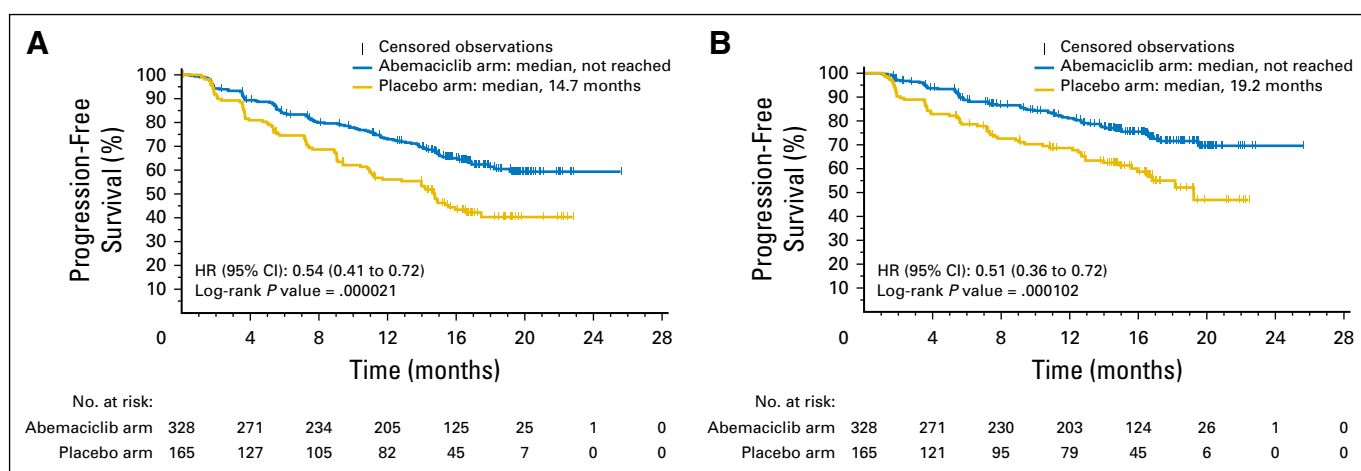 A
Censored observations
Abemaciclib arm: median, not reached
Placebo arm: median, 14.7 months
Progression-Free
Survival (%)
100
90
80
70
60
50
40
30
20
10
HR (95% CI): 0.54 (0.41 to 0.72)
Log-rank P value = .000021
0 4 8 12 16 20 24 28
Time (months)
No. at risk:
Abemaciclib arm 328 271 234 205 125 25 1 0
Placebo arm 165 127 105 82 45 7 0 0
B
Censored observations
Abemaciclib arm: median, not reached
Placebo arm: median, 19.2 months
Progression-Free
Survival (%)
100
90
80
70
60
50
40
30
20
10
HR (95% CI): 0.51 (0.36 to 0.72)
Log-rank P value = .000102
0 4 8 12 16 20 24 28
Time (months)
No. at risk:
Abemaciclib arm 328 271 230 203 124 26 1 0
Placebo arm 165 121 95 79 45 6 0 0